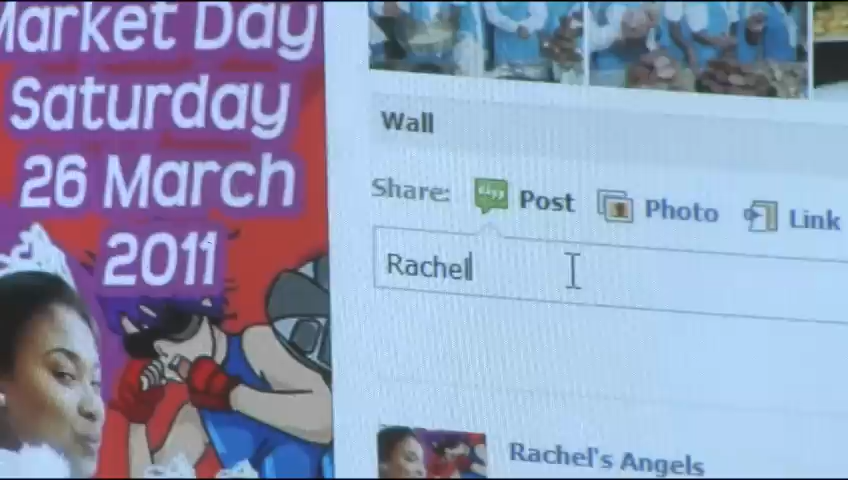 Market Day
Saturday
26 March
2011
Wall
Share: Post Photo Link
Rachel
Rachel's Angels